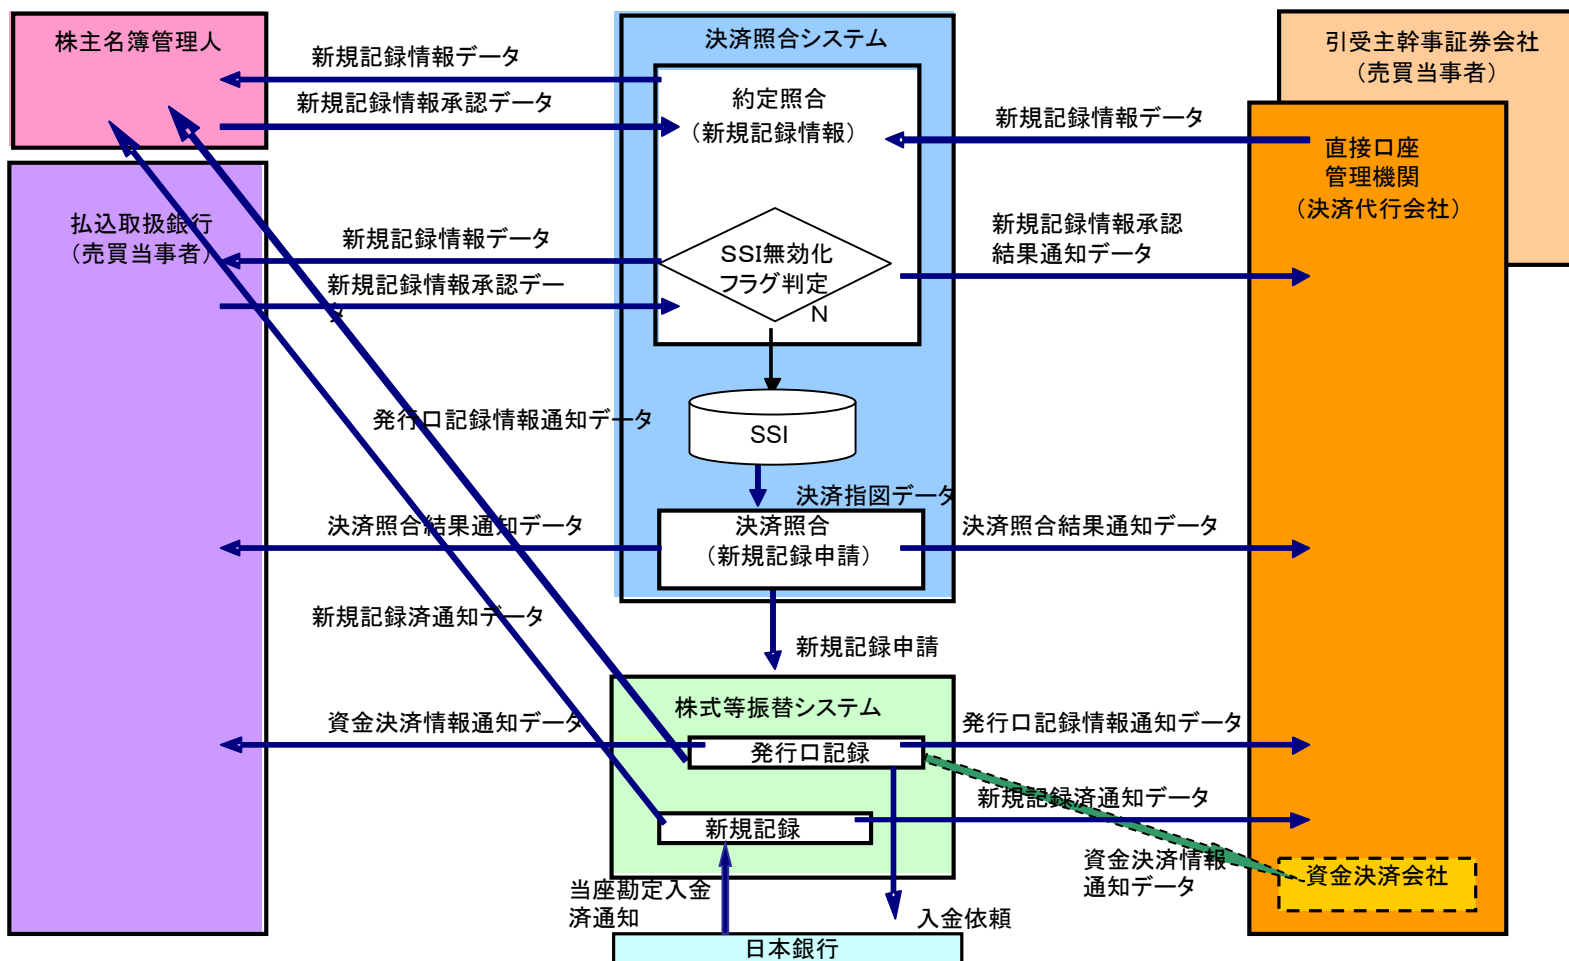 株主名簿管理人
決済照合システム
引受主幹事証券会社
（売買当事者）
新規記録情報データ
新規記録情報承認データ
約定照合
（新規記録情報）
新規記録情報データ
直接口座
管理機関
（決済代行会社）
払込取扱銀行
（売買当事者）
新規記録情報データ
新規記録情報承認デー
タ
SSI無効化
フラグ判定
N
新規記録情報承認
結果通知データ
発行口記録情報通知データ
SSI
決済指図データ
決済照合結果通知データ
決済照合
（新規記録申請）
決済照合結果通知データ
新規記録済通知データ
新規記録申請
株式等振替システム
資金決済情報通知データ
発行口記録
発行口記録情報通知データ
新規記録済通知データ
新規記録
資金決済情報
通知データ
資金決済会社
当座勘定入金
済通知
入金依頼
日本銀行